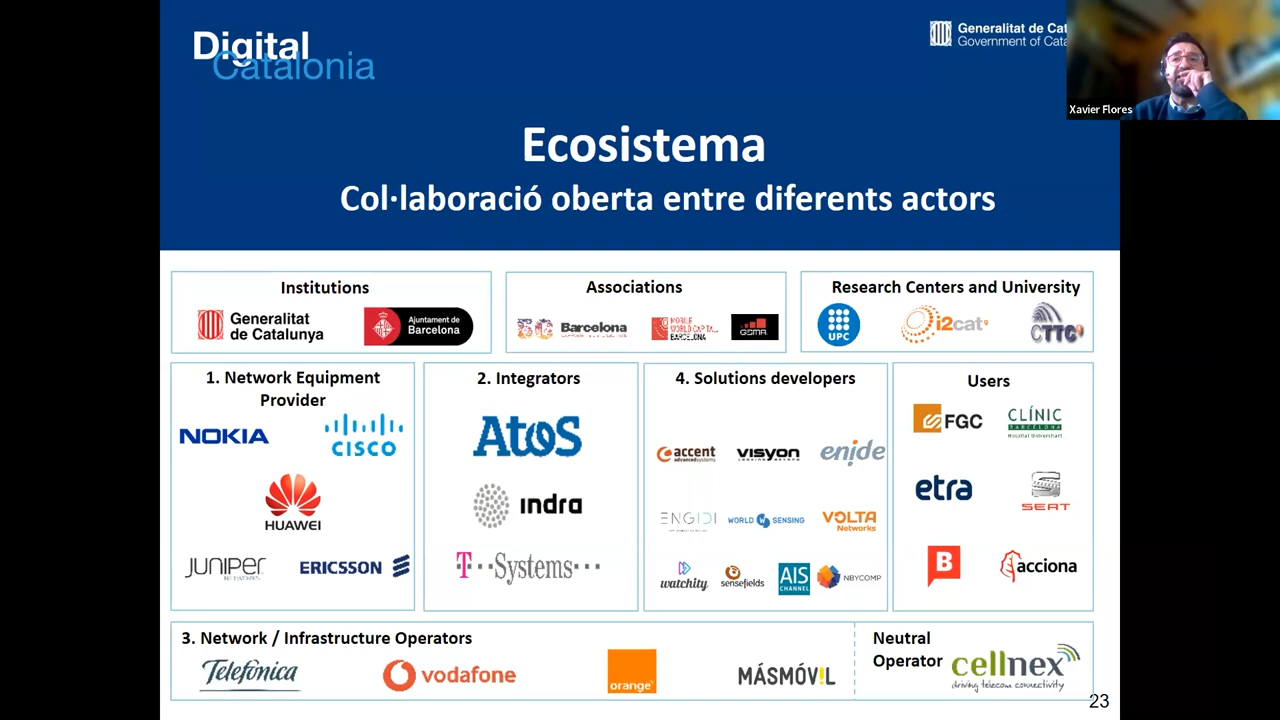 Digital
Catalonia
Generalitat de Cat
Government of Cata
Xavier Flores
Ecosistema
Col·laboració oberta entre diferents actors
Institutions
Generalitat
de Catalunya
Ajuntament de
Barcelona
Associations
Barcelona
MOBILE
WORLD CAPITAL
BARCELONA
GSMA
Research Centers and University
UPC
i2cat
CTTC
1. Network Equipment
Provider
NOKIA
CISCO
HUAWEI
JUNIPER
NETWORKS
ERICSSON
2. Integrators
Atos
indra
T··Systems···
4. Solutions developers
accent
advancedsystems
VISYON
enide
ENGIDI
WORLD SENSING
VOLTA
Networks
watchity
sensefields
AIS
CHANNEL
NBYCOMP
Users
FGC
CLÍNIC
BARCELONA
Hospital Universitari
etra
SEAT
B
acciona
3. Network / Infrastructure Operators
Telefónica
vodafone
orange
MÁSMÓVIL
Neutral
Operator
cellnex
driving telecom connectivity
23